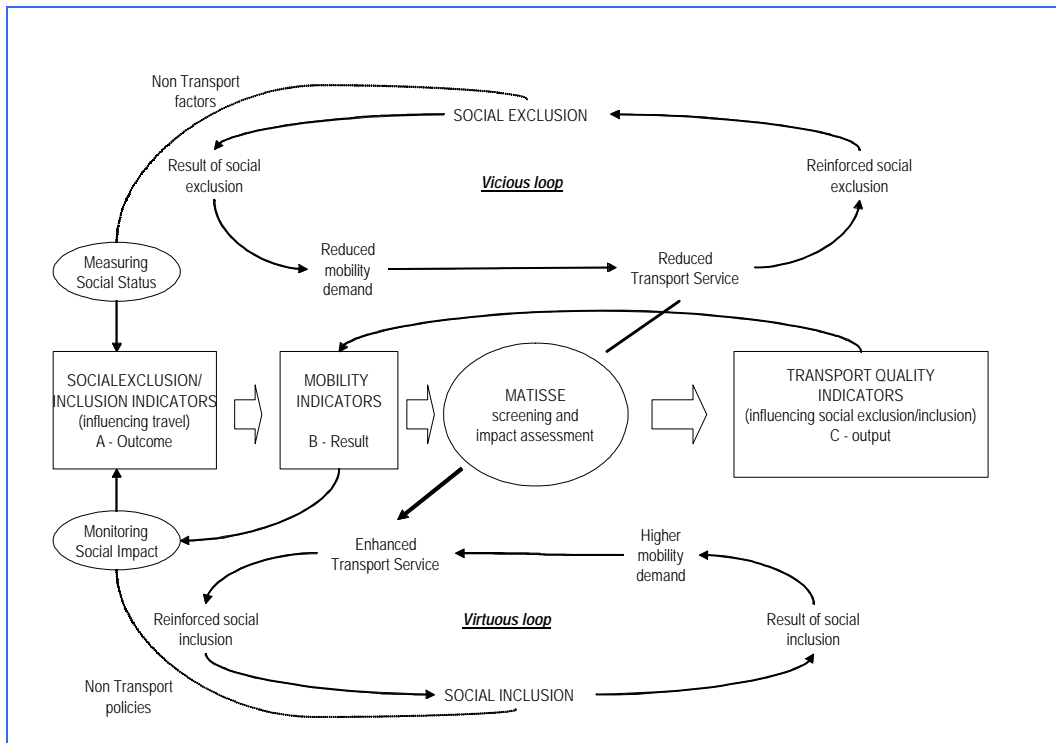 Non Transport
factors
SOCIAL EXCLUSION
Result of social
exclusion
Vicious loop
Reinforced social
exclusion
Reduced
mobility
demand
Reduced
Transport Service
Measuring
Social Status
SOCIALEXCLUSION/
INCLUSION INDICATORS
(influencing travel)
A - Outcome
MOBILITY
INDICATORS
B - Result
MATISSE
screening and
impact assessment
TRANSPORT QUALITY
INDICATORS
(influencing social exclusion/inclusion)
C - output
Monitoring
Social Impact
Enhanced
Transport Service
Higher
mobility
demand
Reinforced social
inclusion
Virtuous loop
Result of social
inclusion
Non Transport
policies
SOCIAL INCLUSION